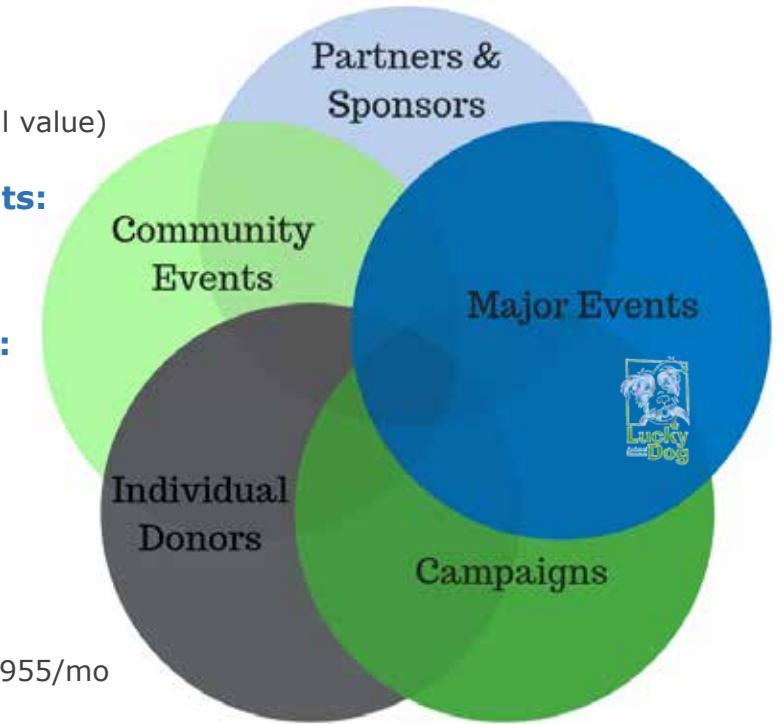 Partners &
Sponsors
l value)
ts:
Community
Events
Major Events
:
Lucky
Dog
Individual
Donors
Campaigns
955/mo